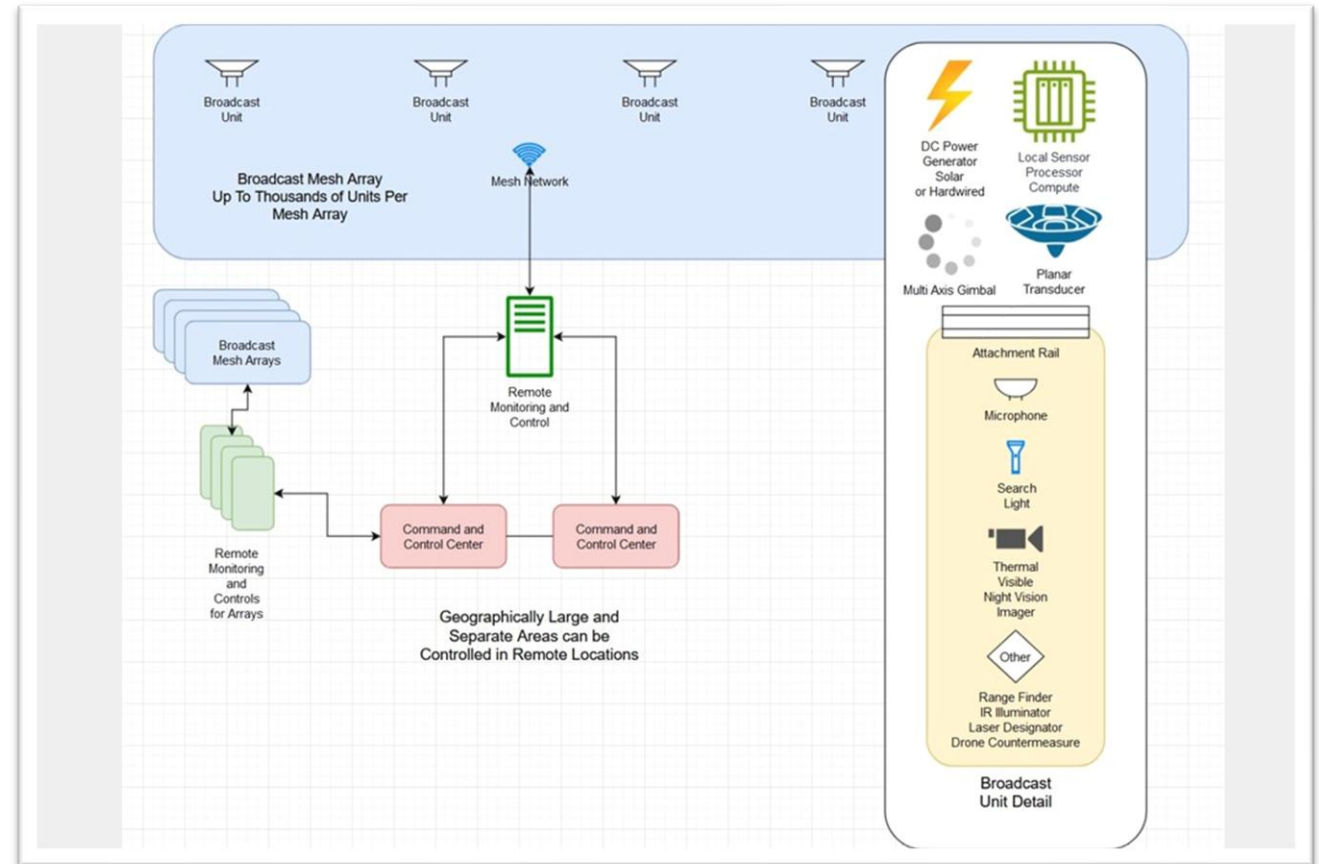 Broadcast
Unit
Broadcast
Unit
Broadcast
Unit
Broadcast
Unit
Mesh Network
Broadcast Mesh Array
Up To Thousands of Units Per
Mesh Array
Broadcast
Mesh Arrays
Remote
Monitoring and
Control
Remote
Monitoring
and
Controls
for Arrays
Command and
Control Center
Command and
Control Center
Geographically Large and
Separate Areas can be
Controlled in Remote Locations
DC Power
Generator
Solar
or Hardwired
Local Sensor
Processor
Compute
Multi Axis Gimbal
Planar
Transducer
Attachment Rail
Microphone
Search
Light
Thermal
Visible
Night Vision
Imager
Other
Range Finder
IR Illuminator
Laser Designator
Drone Countermeasure
Broadcast
Unit Detail